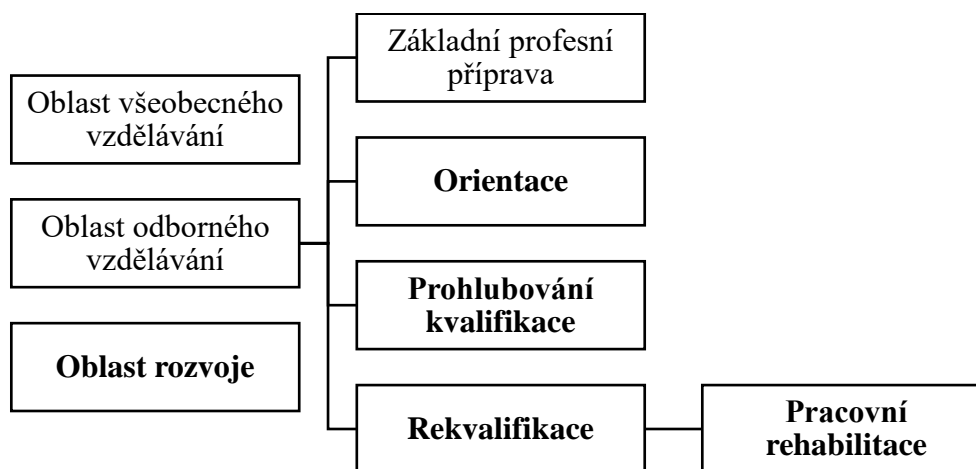 Oblast všeobecného
vzdělávání
Oblast odborného
vzdělávání
Oblast rozvoje
Základní profesní
příprava
Orientace
Prohlubování
kvalifikace
Rekvalifikace
Pracovní
rehabilitace